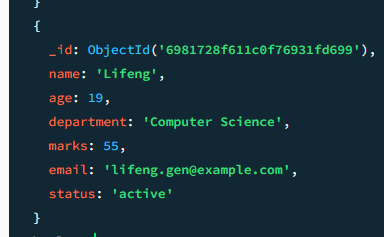 }
{
_id: ObjectId('6981728f611c0f76931fd699'),
name: 'Lifeng',
age: 19,
department: 'Computer Science',
marks: 55,
email: 'lifeng.gen@example.com',
status: 'active'
}